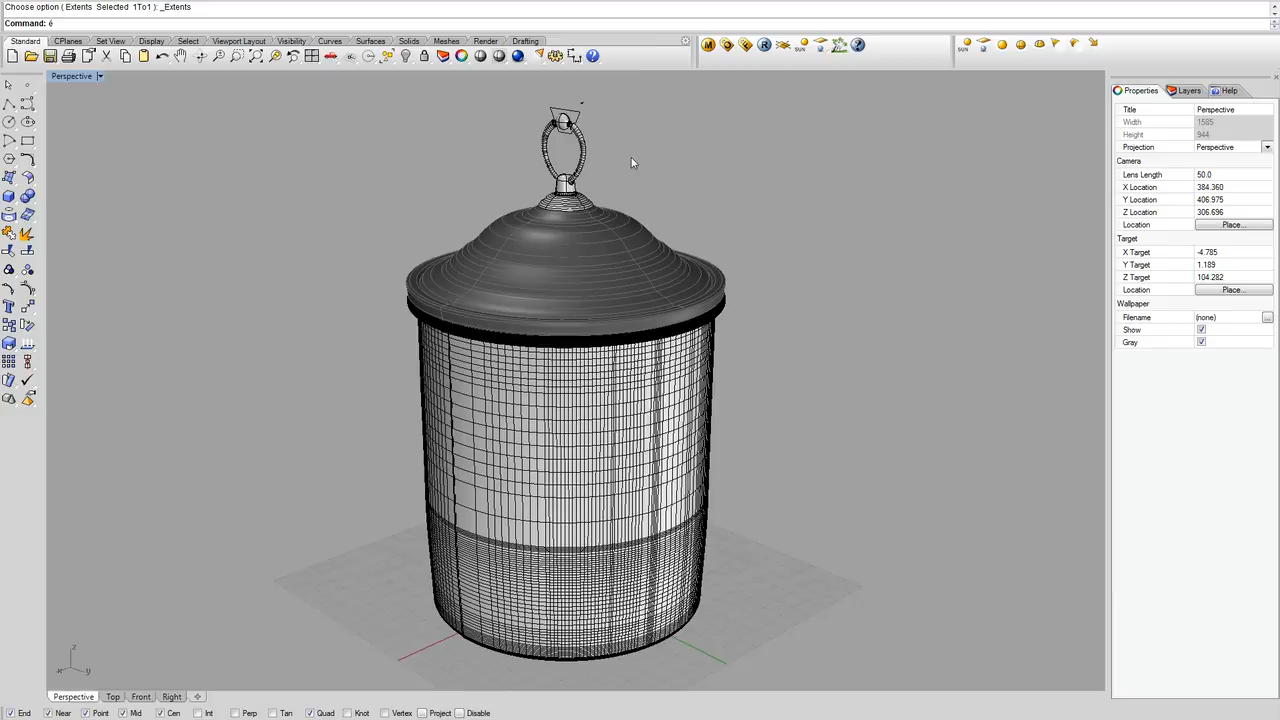 Choose option ( Extents Selected 1To1 ): _Extents
Command: é
Standard CPlanes Set View Display Select Viewport Layout Visibility Curves Surfaces Solids Meshes Render Drafting
SUN
SUN
Perspective
Properties Layers Help
Title Perspective
Width 1585
Height 944
Projection Perspective
Camera
Lens Length 50.0
X Location 384.360
Y Location 406.975
Z Location 306.696
Location Place...
Target
X Target -4.785
Y Target 1.189
Z Target 104.282
Location Place...
Wallpaper
Filename (none) ...
Show
Gray
z
x y
Perspective Top Front Right
End Near Point Mid Cen Int Perp Tan Quad Knot Vertex Project Disable